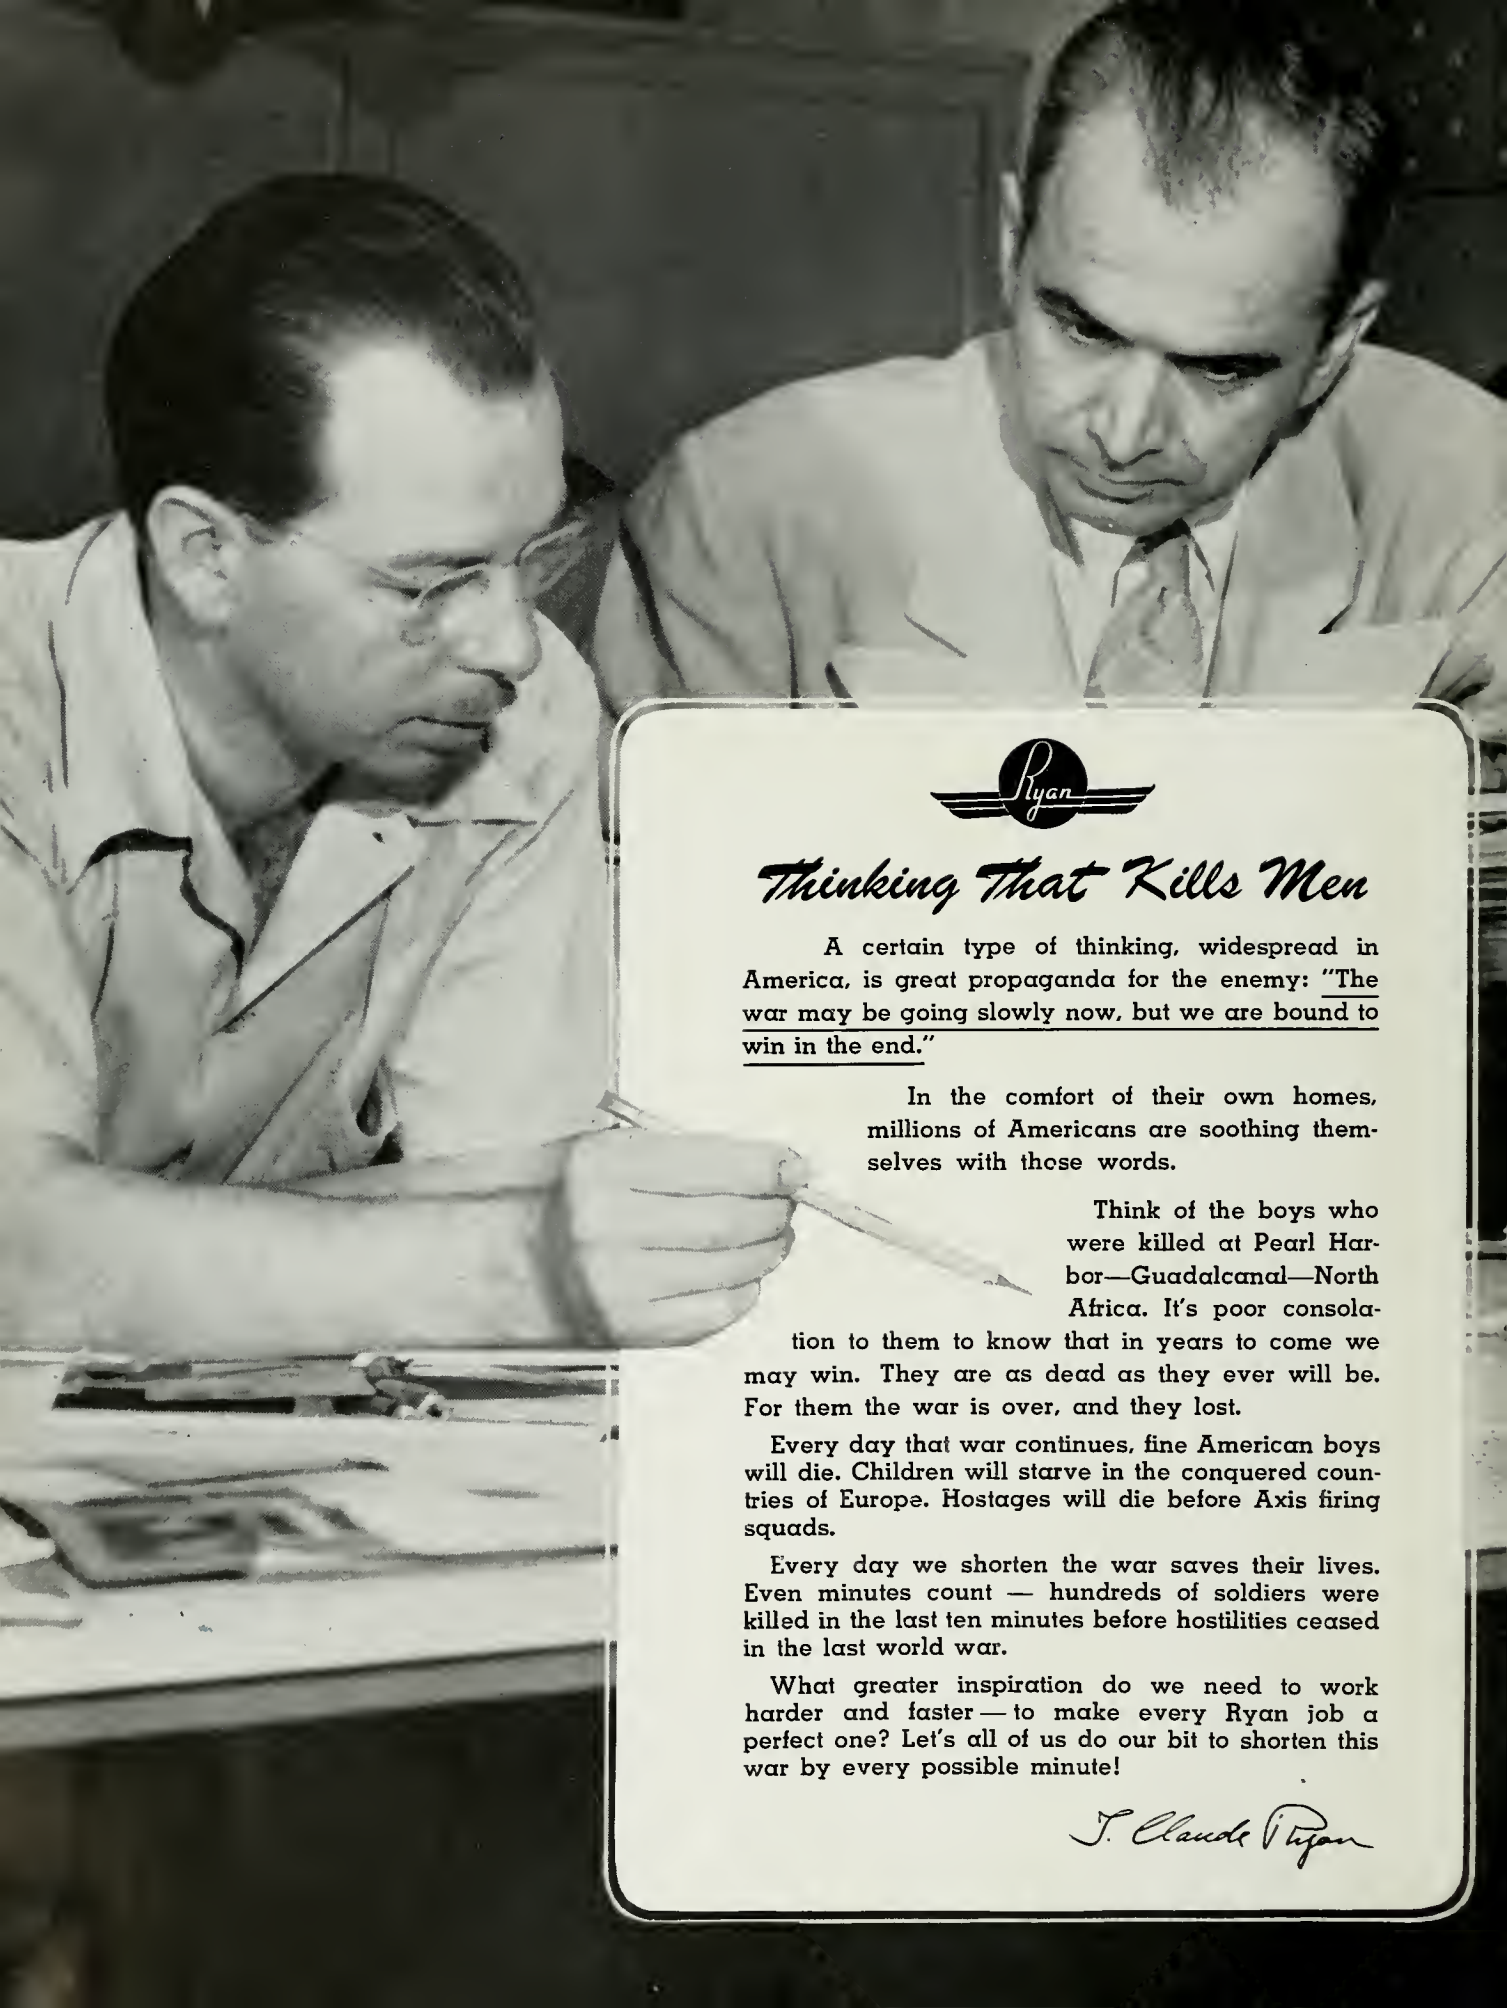 Ryan
Thinking That Kills Men
A certain type of thinking, widespread in
America, is great propaganda for the enemy: "The
war may be going slowly now, but we are bound to
win in the end."
In the comfort of their own homes,
millions of Americans are soothing them-
selves with those words.
Think of the boys who
were killed at Pearl Har-
bor—Guadalcanal—North
Africa. It's poor consola-
tion to them to know that in years to come we
may win. They are as dead as they ever will be.
For them the war is over, and they lost.
Every day that war continues, fine American boys
will die. Children will starve in the conquered coun-
tries of Europe. Hostages will die before Axis firing
squads.
Every day we shorten the war saves their lives.
Even minutes count — hundreds of soldiers were
killed in the last ten minutes before hostilities ceased
in the last world war.
What greater inspiration do we need to work
harder and faster — to make every Ryan job a
perfect one? Let's all of us do our bit to shorten this
war by every possible minute!
T. Claude Ryan